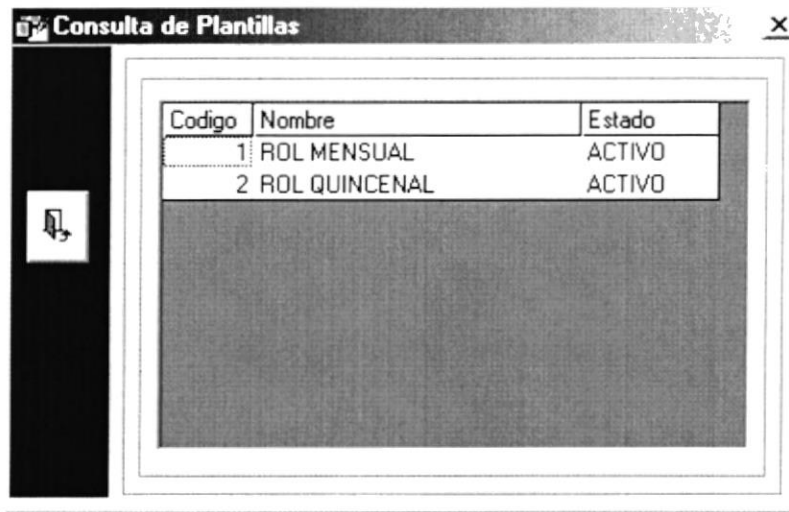 Consulta de Plantillas
Codigo Nombre Estado
1 ROL MENSUAL ACTIVO
2 ROL QUINCENAL ACTIVO